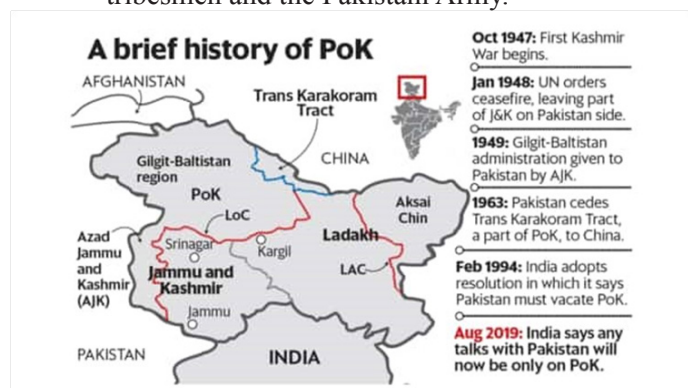 tribesmen and the Pakistani Army.
A brief history of PoK
AFGHANISTAN
Trans Karakoram
Tract
CHINA
Gilgit-Baltistan
region
PoK
LoC
Aksai
Chin
Azad
Jammu
and
Kashmir
(AJK)
Srinagar
Kargil
Ladakh
LAC
Jammu and
Kashmir
Jammu
PAKISTAN
INDIA
Oct 1947: First Kashmir
War begins.
Jan 1948: UN orders
ceasefire, leaving part
of J&K on Pakistan side.
1949: Gilgit-Baltistan
administration given to
Pakistan by AJK.
1963: Pakistan cedes
Trans Karakoram Tract,
a part of PoK, to China.
Feb 1994: India adopts
resolution in which it says
Pakistan must vacate PoK.
Aug 2019: India says any
talks with Pakistan will
now be only on PoK.